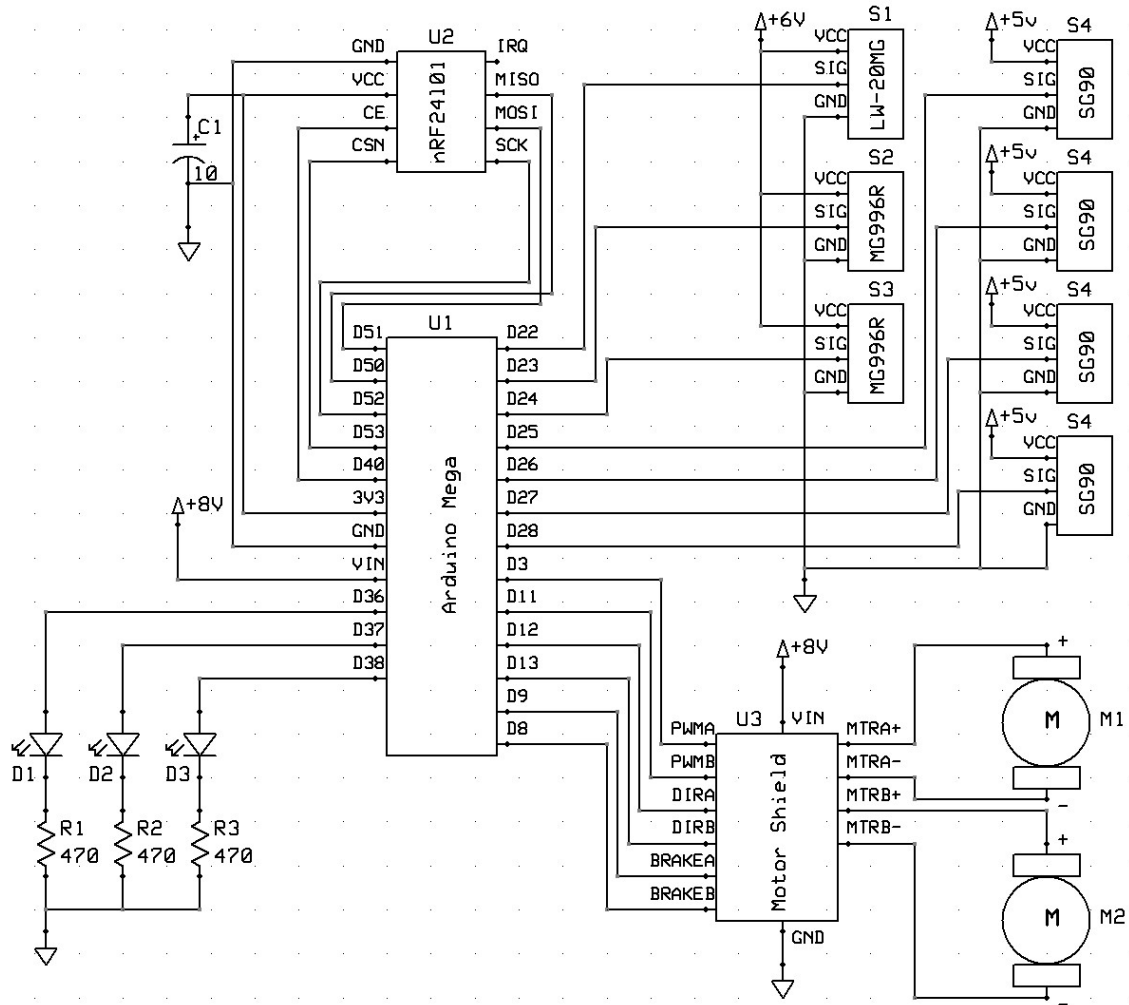 U2
nRF24l01
GND
VCC
CE
CSN
IRQ
MISO
MOSI
SCK
+
C1
10
U1
Arduino Mega
D51
D50
D52
D53
D40
3V3
GND
VIN
D36
D37
D38
D22
D23
D24
D25
D26
D27
D28
D3
D11
D12
D13
D9
D8
+8V
D1
D2
D3
R1
470
R2
470
R3
470
+6V
S1
LW-20MG
VCC
SIG
GND
S2
MG996R
VCC
SIG
GND
S3
MG996R
VCC
SIG
GND
+5v
S4
SG90
VCC
SIG
GND
+5v
S4
SG90
VCC
SIG
GND
+5v
S4
SG90
VCC
SIG
GND
+5v
S4
SG90
VCC
SIG
GND
+8V
U3
VIN
Motor Shield
PWMA
PWMB
DIRA
DIRB
BRAKEA
BRAKEB
MTRA+
MTRA-
MTRB+
MTRB-
GND
+
M
M1
-
+
M
M2
-